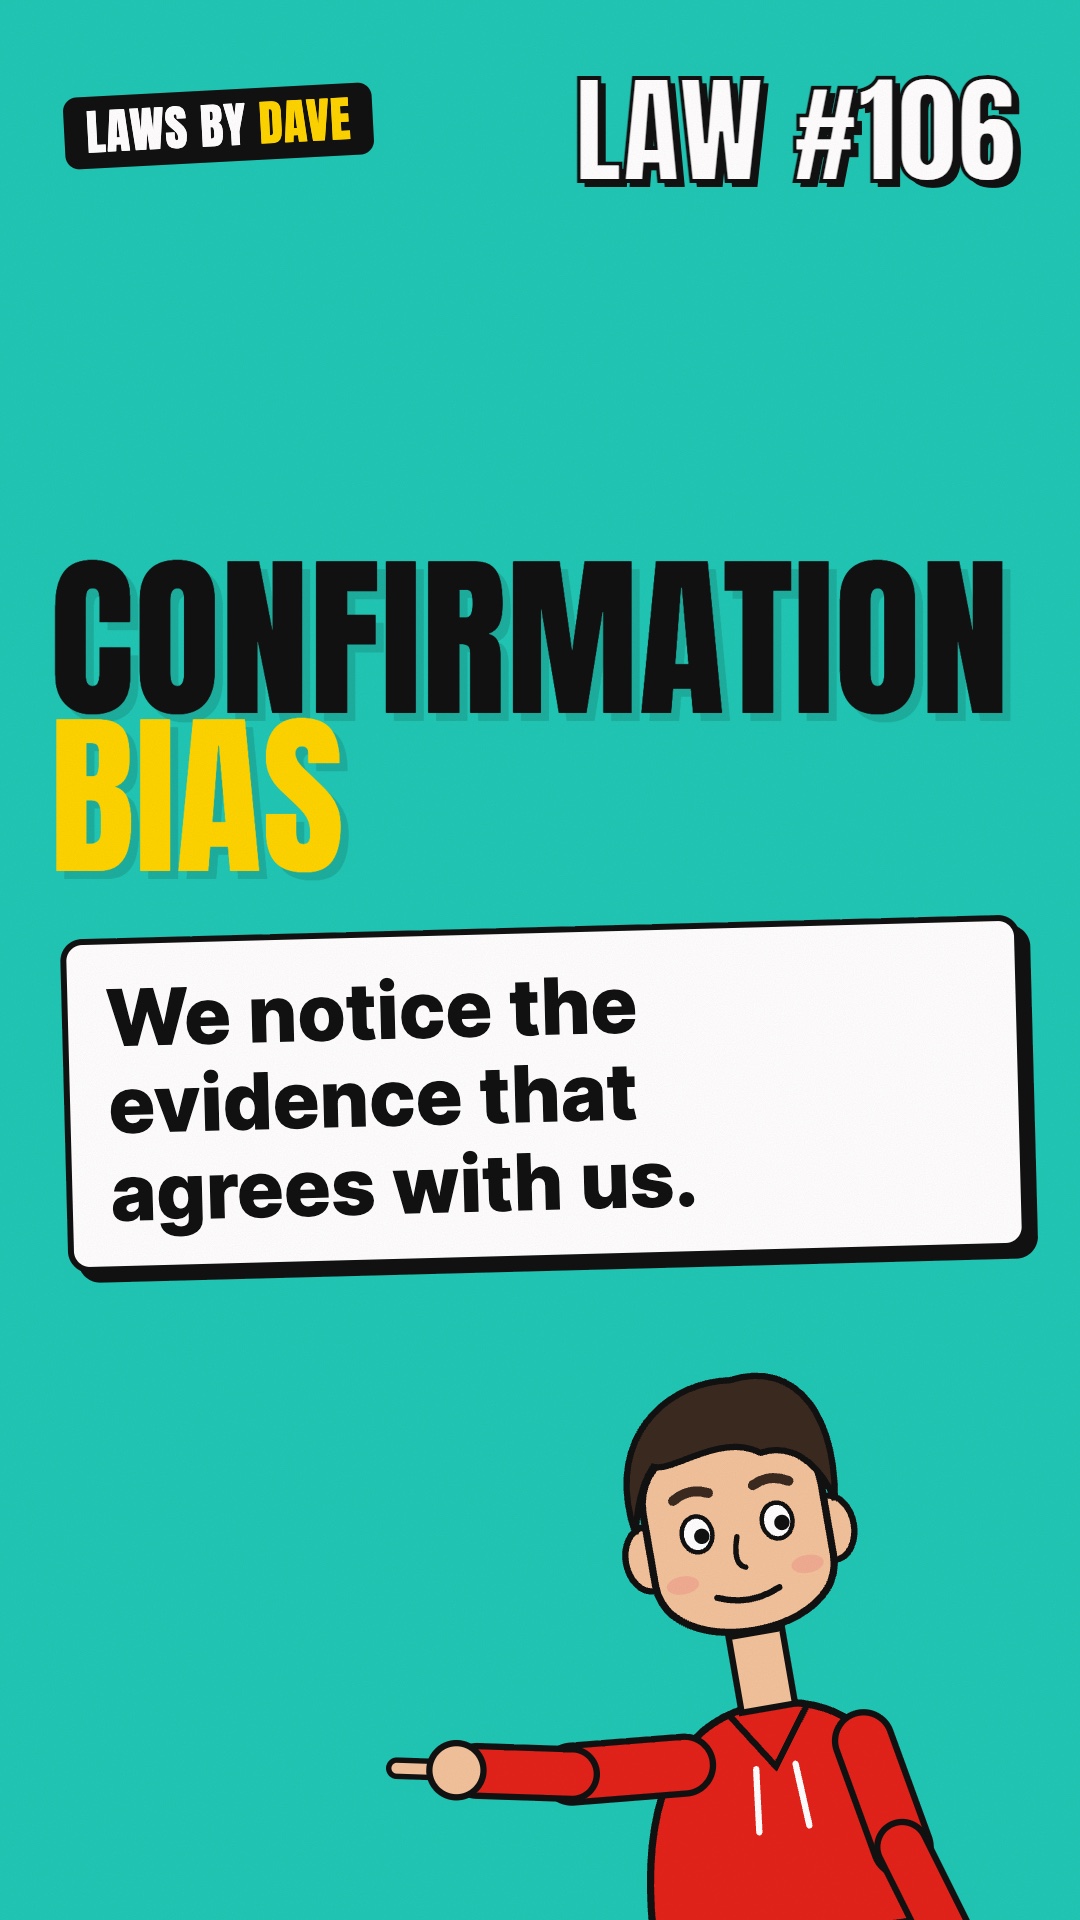 LAWS BY DAVE
LAW #106
CONFIRMATION
BIAS
We notice the
evidence that
agrees with us.